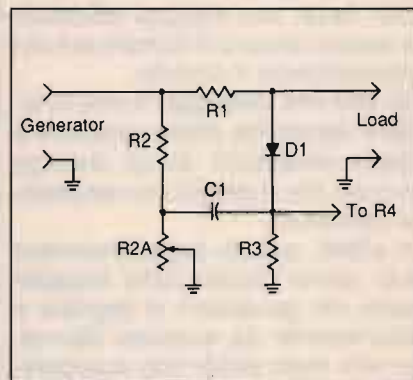 R1
Generator
Load
R2
D1
C1
To R4
R2A
R3